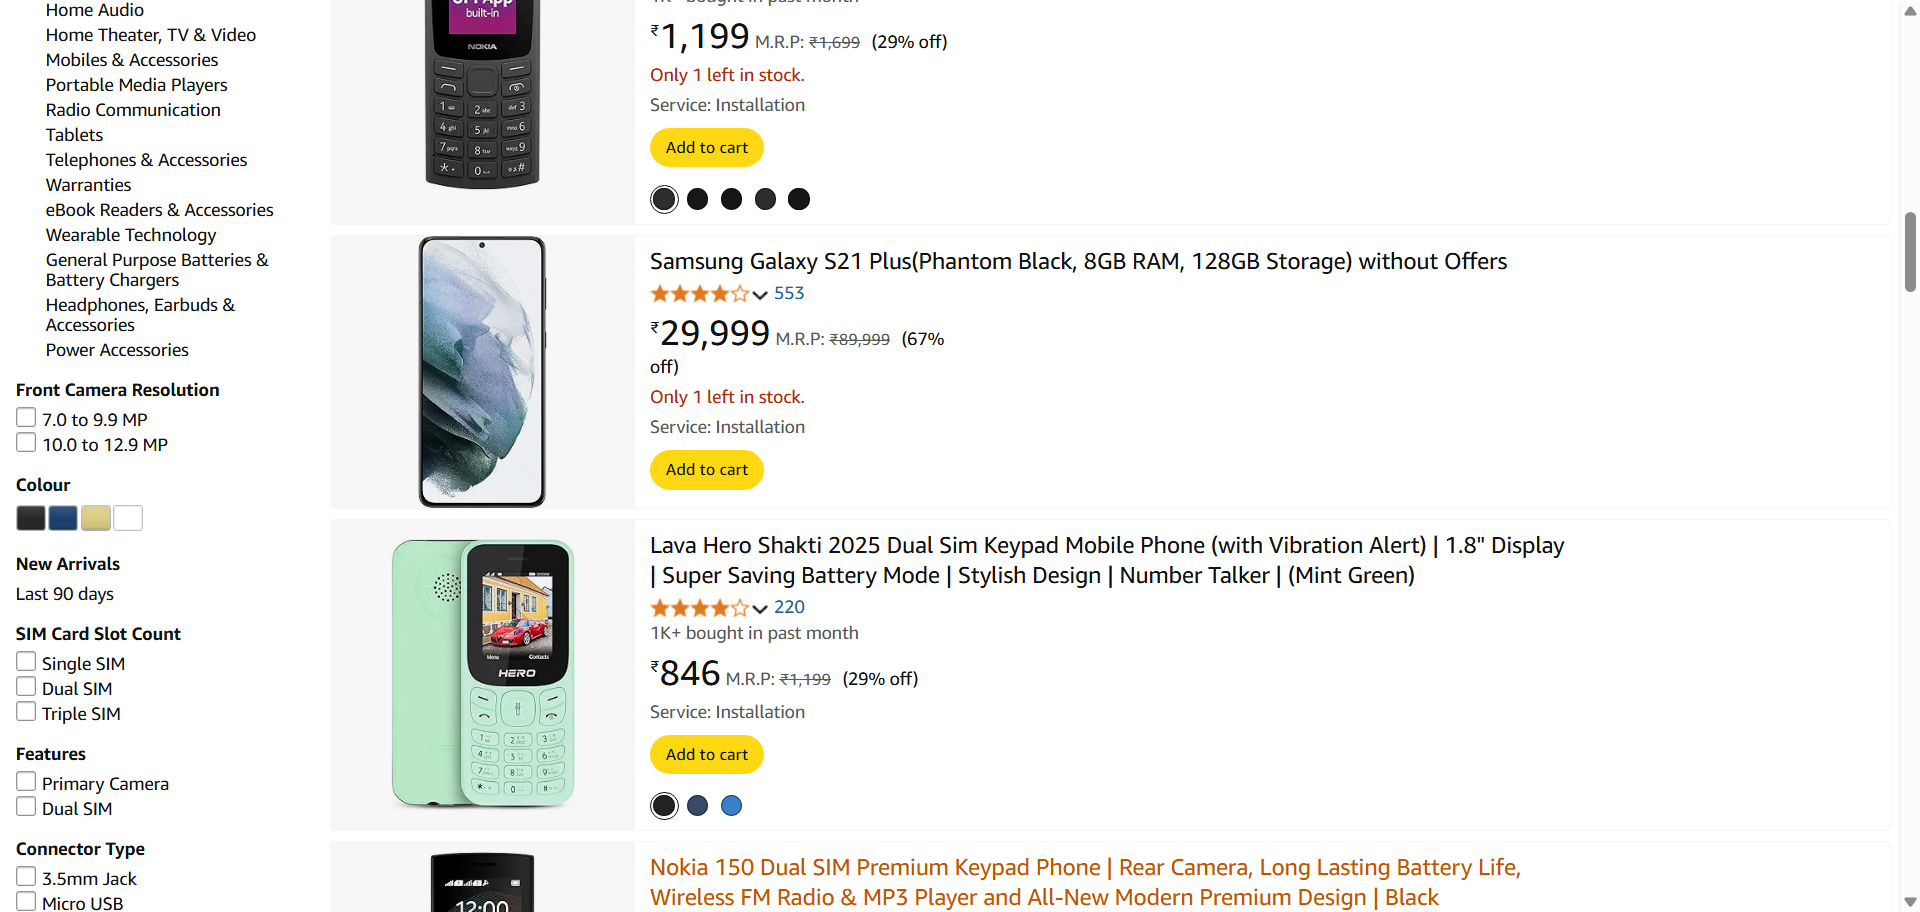 Home Audio
Home Theater, TV & Video
Mobiles & Accessories
Portable Media Players
Radio Communication
Tablets
Telephones & Accessories
Warranties
eBook Readers & Accessories
Wearable Technology
General Purpose Batteries &
Battery Chargers
Headphones, Earbuds &
Accessories
Power Accessories
Front Camera Resolution
7.0 to 9.9 MP
10.0 to 12.9 MP
Colour
New Arrivals
Last 90 days
SIM Card Slot Count
Single SIM
Dual SIM
Triple SIM
Features
Primary Camera
Dual SIM
Connector Type
3.5mm Jack
Micro USB
built-in
NOKIA
₹1,199 M.R.P: ₹1,699 (29% off)
Only 1 left in stock.
Service: Installation
Add to cart
Samsung Galaxy S21 Plus(Phantom Black, 8GB RAM, 128GB Storage) without Offers
553
₹29,999 M.R.P: ₹89,999 (67%
off)
Only 1 left in stock.
Service: Installation
Add to cart
Menu Contacts
HERO
Lava Hero Shakti 2025 Dual Sim Keypad Mobile Phone (with Vibration Alert) | 1.8" Display
| Super Saving Battery Mode | Stylish Design | Number Talker | (Mint Green)
220
1K+ bought in past month
₹846 M.R.P: ₹1,199 (29% off)
Service: Installation
Add to cart
12:00
Nokia 150 Dual SIM Premium Keypad Phone | Rear Camera, Long Lasting Battery Life,
Wireless FM Radio & MP3 Player and All-New Modern Premium Design | Black